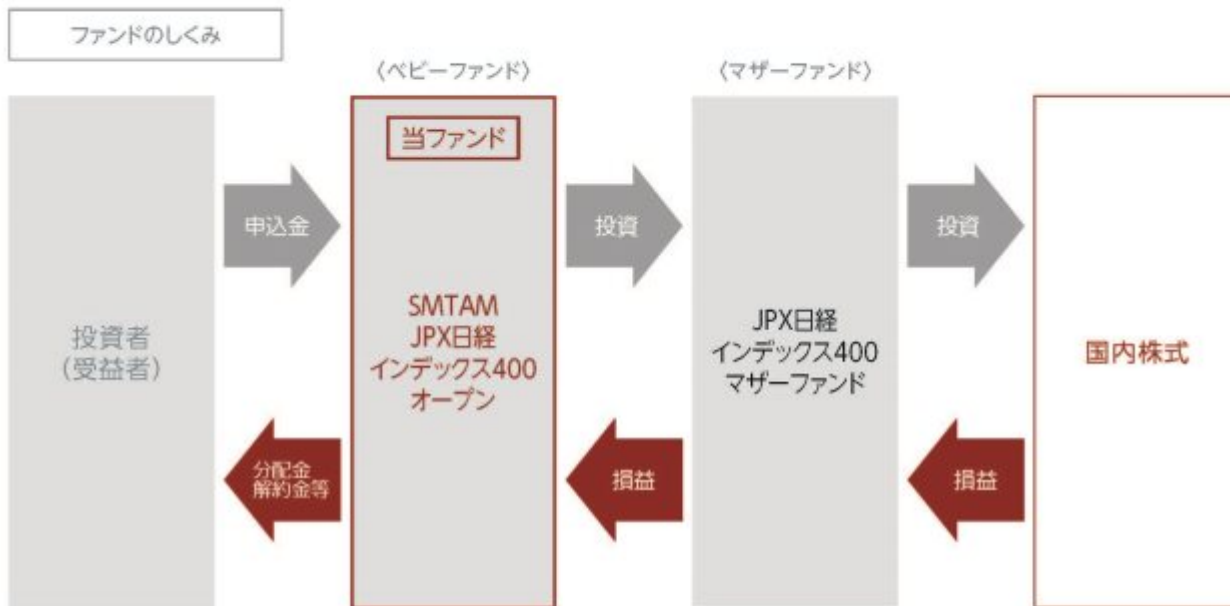 ファンドのしくみ
〈ベビーファンド〉
〈マザーファンド〉
当ファンド
申込金
投資
投資
投資者
(受益者)
SMTAM
JPX日経
インデックス400
オープン
JPX日経
インデックス400
マザーファンド
国内株式
分配金
解約金等
損益
損益